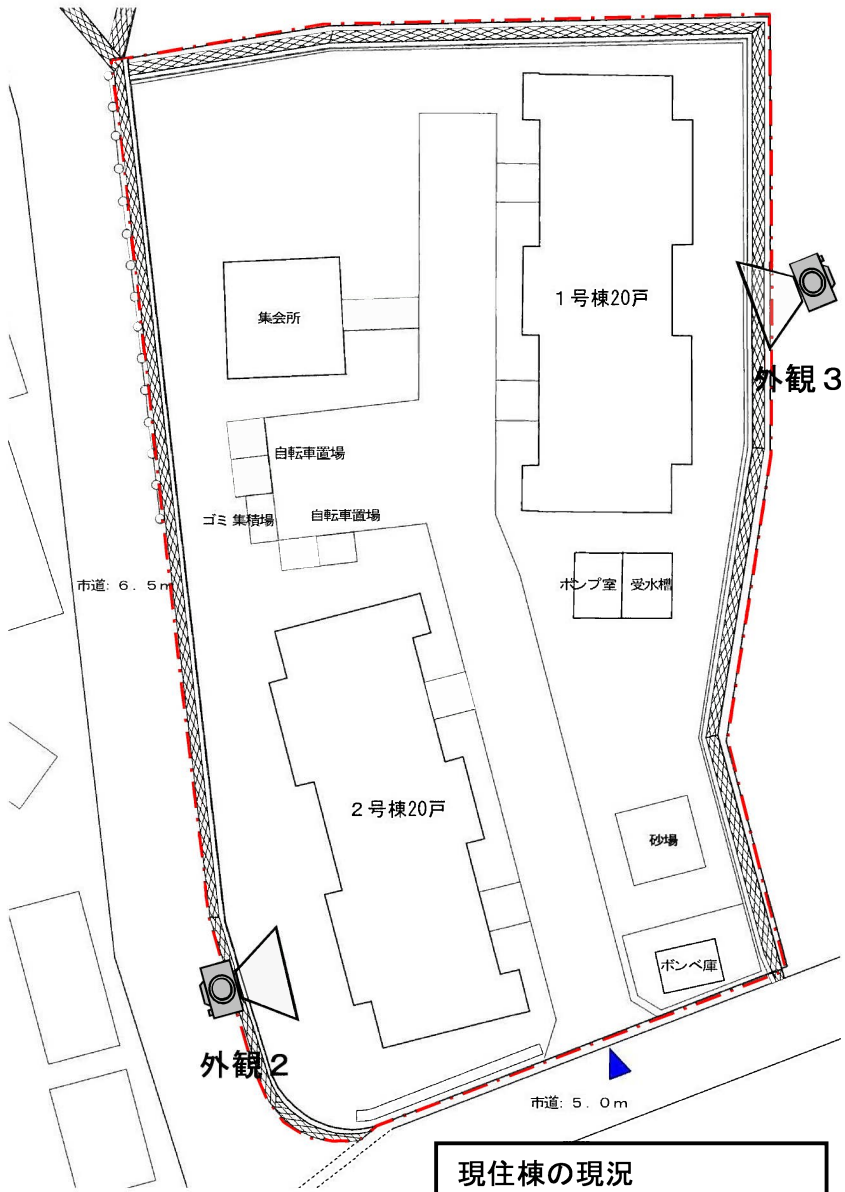 1号棟20戸
集会所
外観3
自転車置場
ゴミ 集積場
自転車置場
市道: 6．5m
ポンプ室
受水槽
2号棟20戸
砂場
ボンベ庫
外観2
市道: 5．0m
現住棟の現況